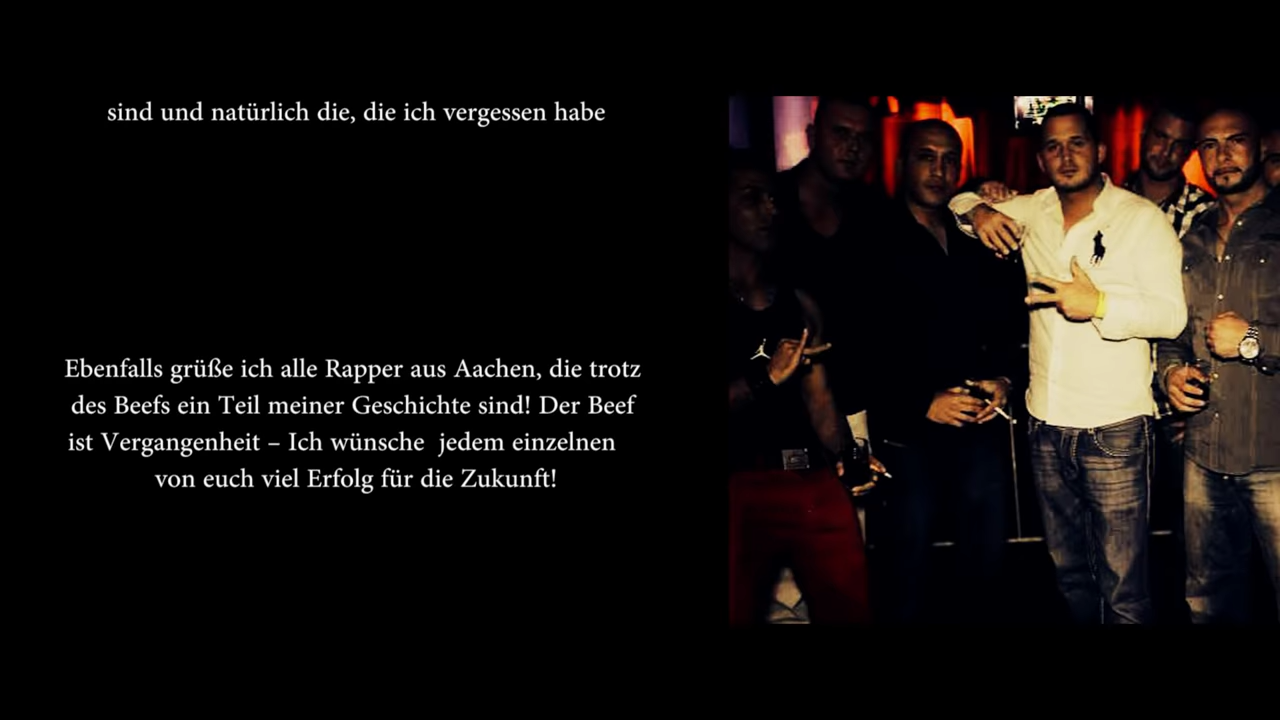 sind und natürlich die, die ich vergessen habe
Ebenfalls grüße ich alle Rapper aus Aachen, die trotz
des Beefs ein Teil meiner Geschichte sind! Der Beef
ist Vergangenheit – Ich wünsche  jedem einzelnen
von euch viel Erfolg für die Zukunft!